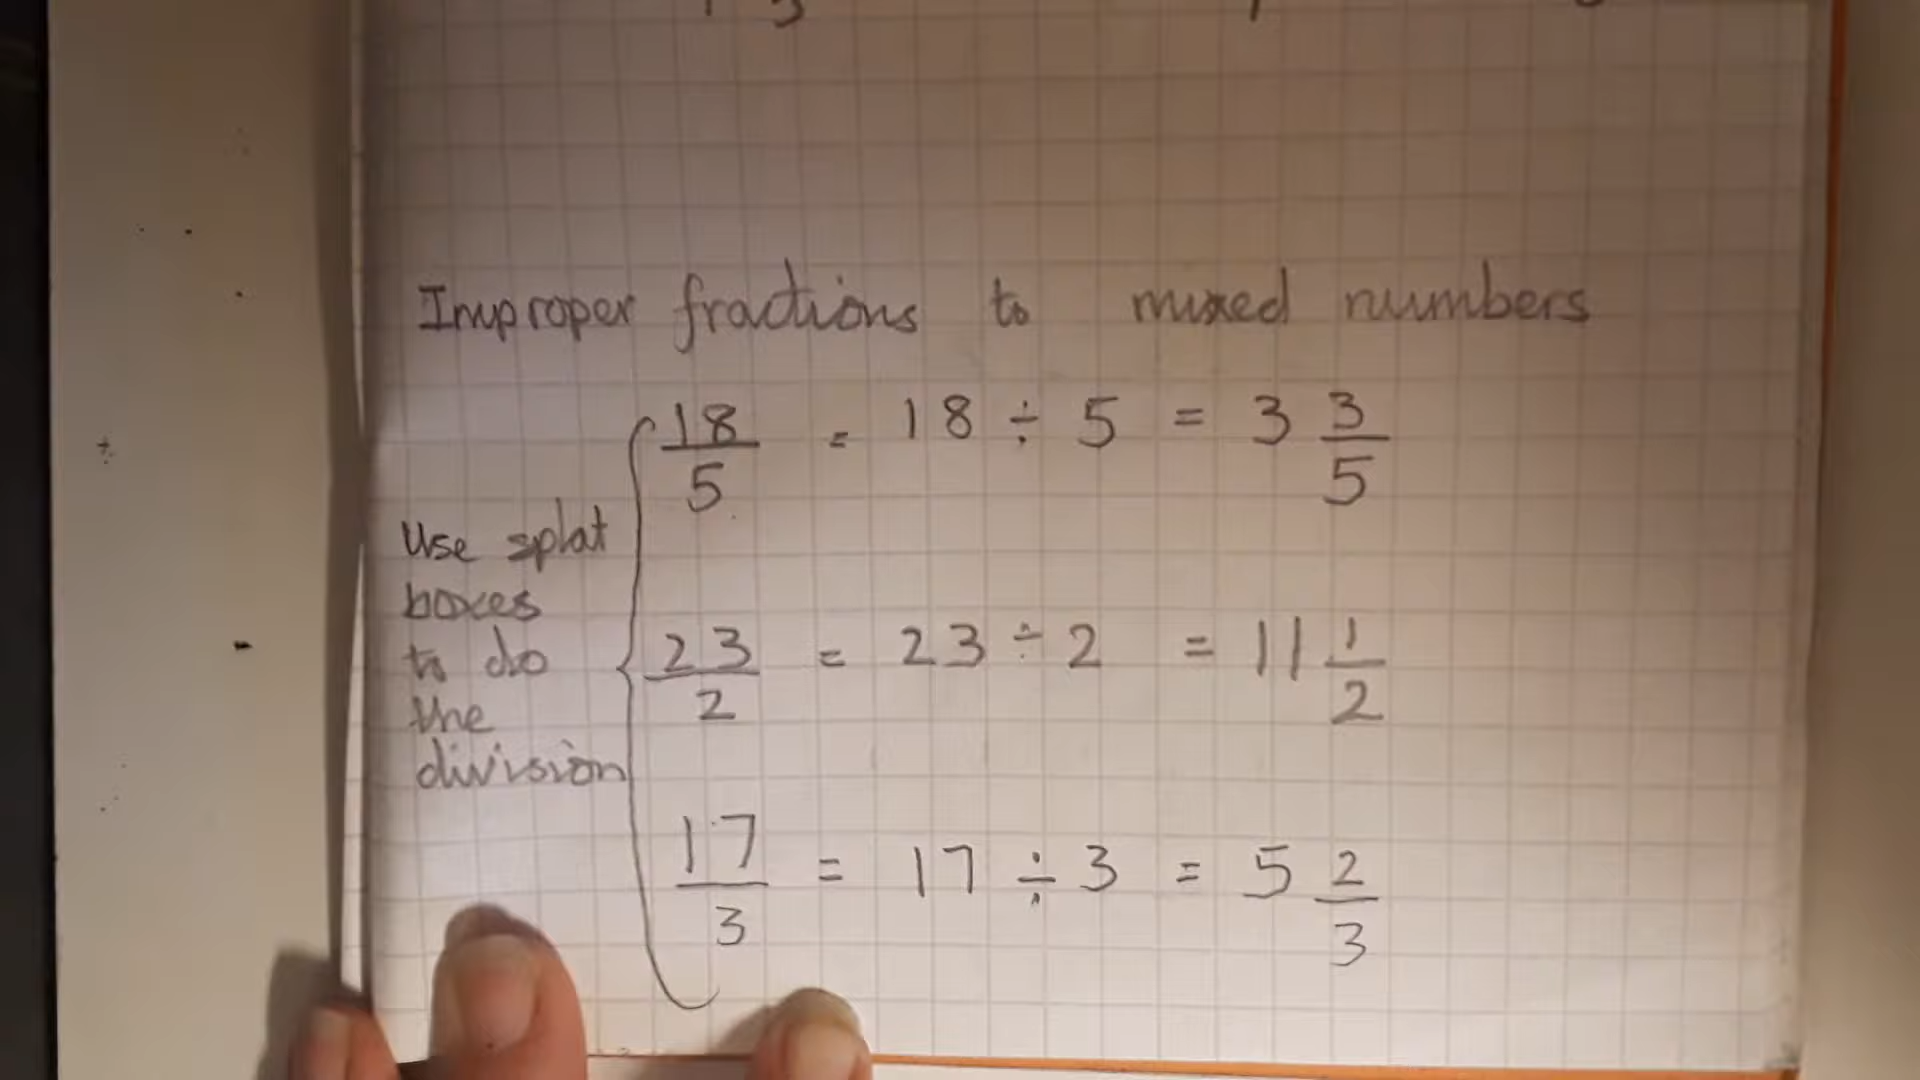 Improper fractions to mixed numbers
Use splat
boxes
to do
the
division
18/5 = 18 ÷ 5 = 3 3/5
23/2 = 23 ÷ 2 = 11 1/2
17/3 = 17 ÷ 3 = 5 2/3